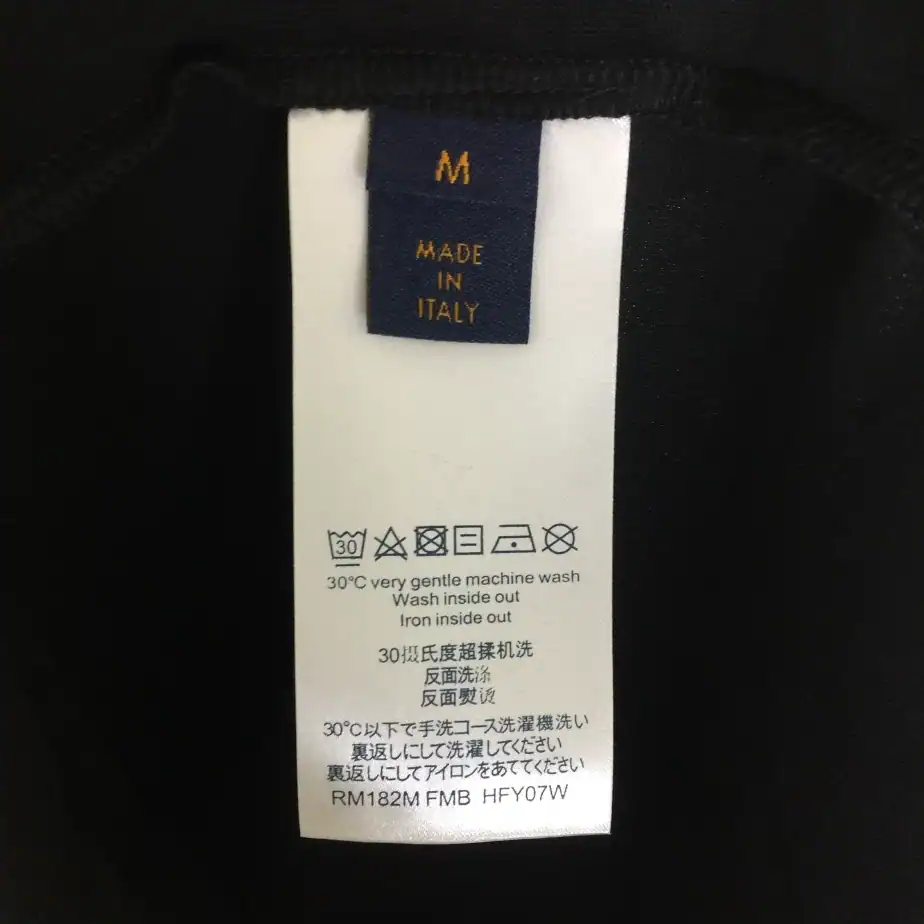 M
MADE
IN
ITALY
30
30°C very gentle machine wash
Wash inside out
Iron inside out
30摄氏度超揉机洗
反面洗涤
反面熨烫
30°C以下で手洗コース洗濯機洗い
裏返しにして洗濯してください
裏返しにしてアイロンをあててください
RM182M FMB HFY07W